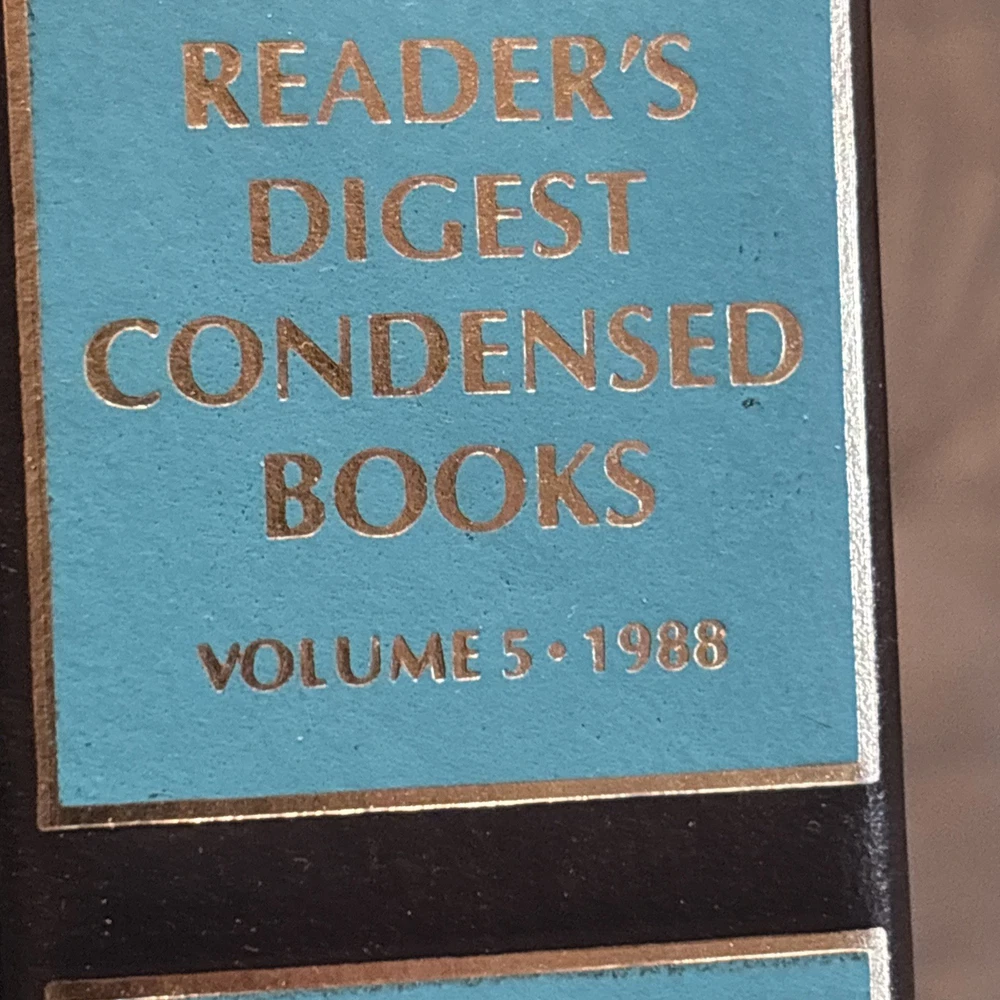 READER'S
DIGEST
CONDENSED
BOOKS
VOLUME 5 • 1988